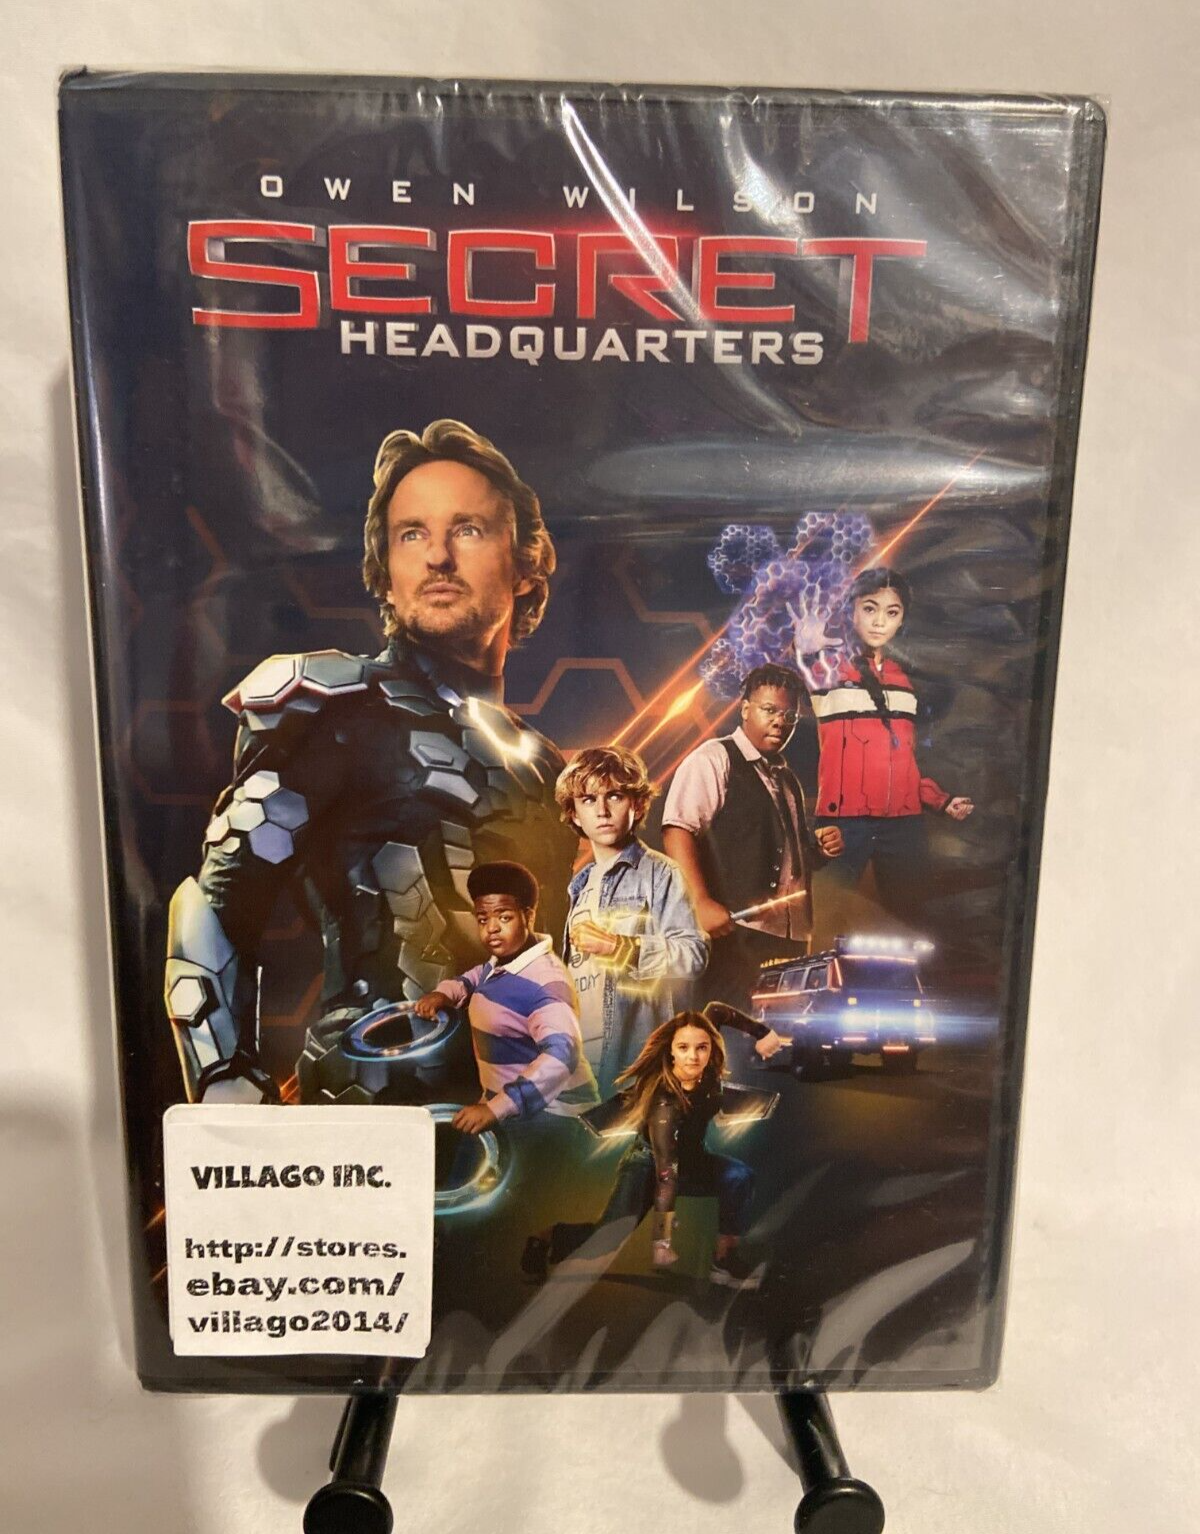 OWEN WILSON
SECRET
HEADQUARTERS
VILLAGO INC.
http://stores.
ebay.com/
villago2014/